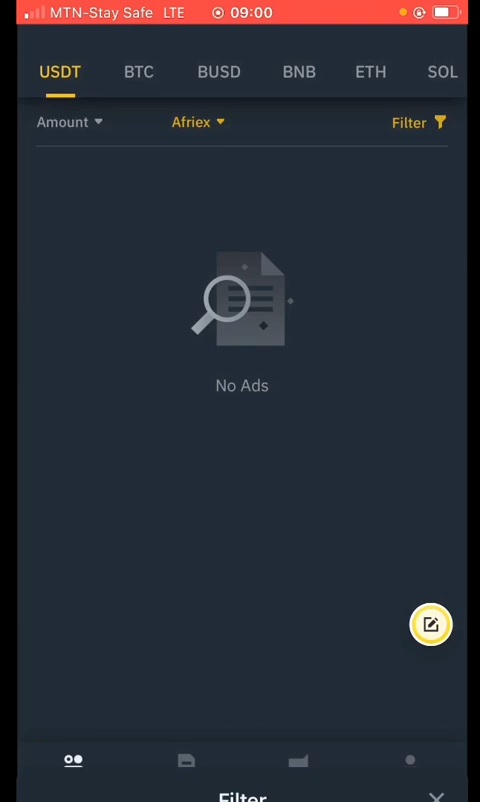 MTN-Stay Safe LTE 09:00
USDT BTC BUSD BNB ETH SOL
Amount Afriex Filter
No Ads
Filter